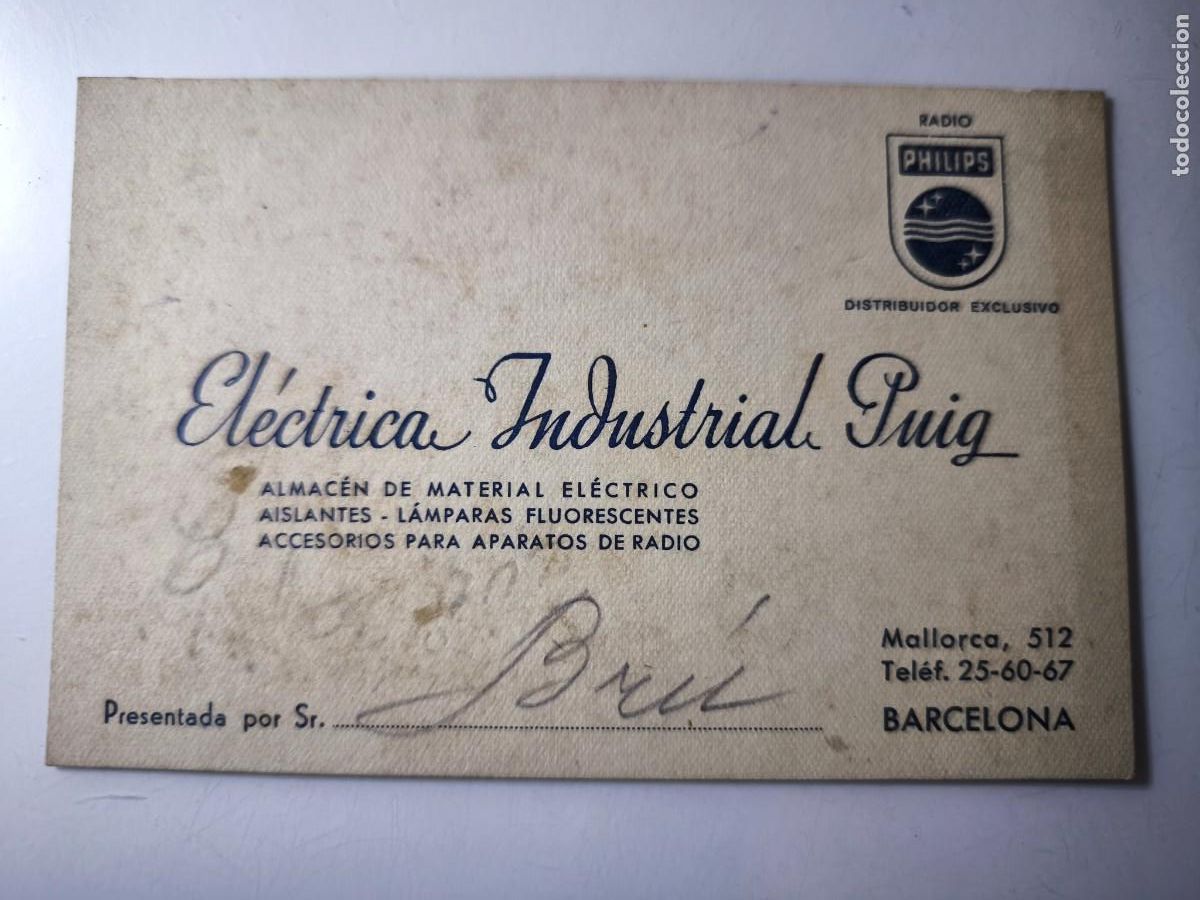 RADIO
PHILIPS
DISTRIBUIDOR EXCLUSIVO
Eléctrica Industrial Puig
ALMACÉN DE MATERIAL ELÉCTRICO
AISLANTES - LÁMPARAS FLUORESCENTES
ACCESORIOS PARA APARATOS DE RADIO
Mallorca, 512
Teléf. 25-60-67
BARCELONA
Presentada por Sr. Brú
todocoleccion